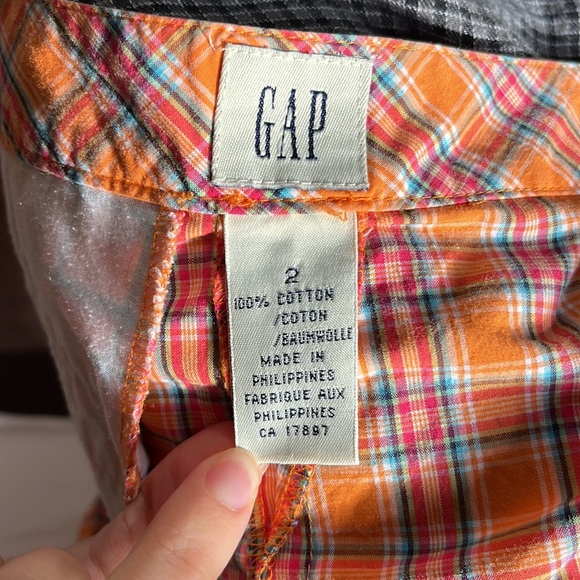 GAP
2
100% COTTON
/COTON
/BAUMWOLLE
MADE IN
PHILIPPINES
FABRIQUE AUX
PHILIPPINES
CA 17897